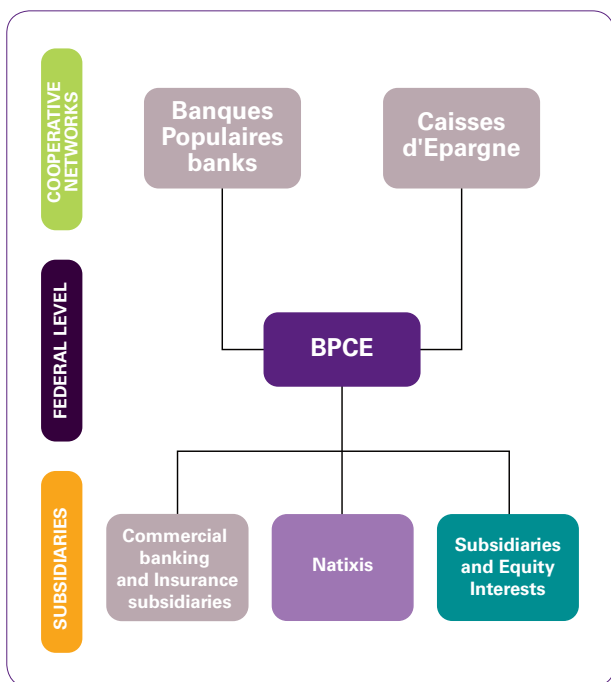 COOPERATIVE
NETWORKS
Banques
Populaires
banks
Caisses
d'Epargne
FEDERAL LEVEL
BPCE
SUBSIDIARIES
Commercial
banking
and Insurance
subsidiaries
Natixis
Subsidiaries
and Equity
Interests